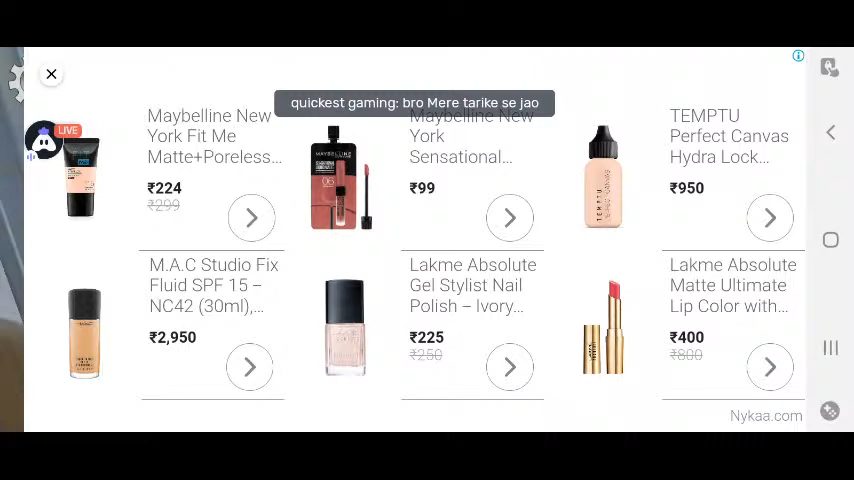 quickest gaming: bro Mere tarike se jao
LIVE
Maybelline New
York Fit Me
Matte+Poreless...
₹224
₹299
Maybelline New
York
Sensational...
₹99
TEMPTU
Perfect Canvas
Hydra Lock...
₹950
M.A.C Studio Fix
Fluid SPF 15 –
NC42 (30ml),...
₹2,950
Lakme Absolute
Gel Stylist Nail
Polish – Ivory...
₹225
₹250
Lakme Absolute
Matte Ultimate
Lip Color with...
₹400
₹800
MAYBELLINE
TEMPTU
Nykaa.com